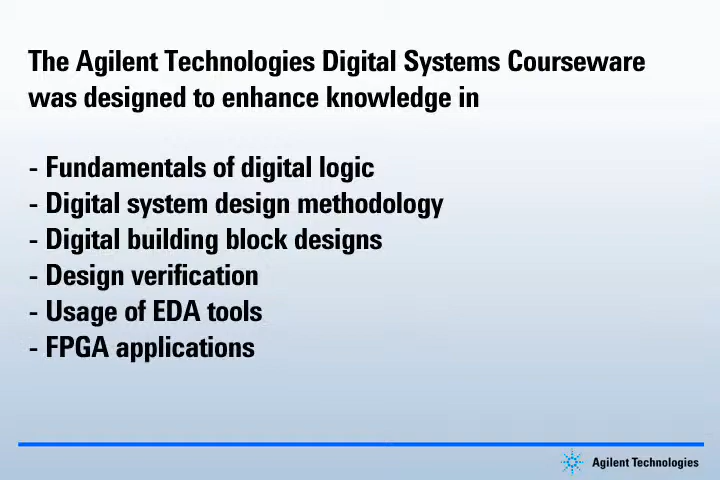 The Agilent Technologies Digital Systems Courseware
was designed to enhance knowledge in
- Fundamentals of digital logic
- Digital system design methodology
- Digital building block designs
- Design verification
- Usage of EDA tools
- FPGA applications
Agilent Technologies